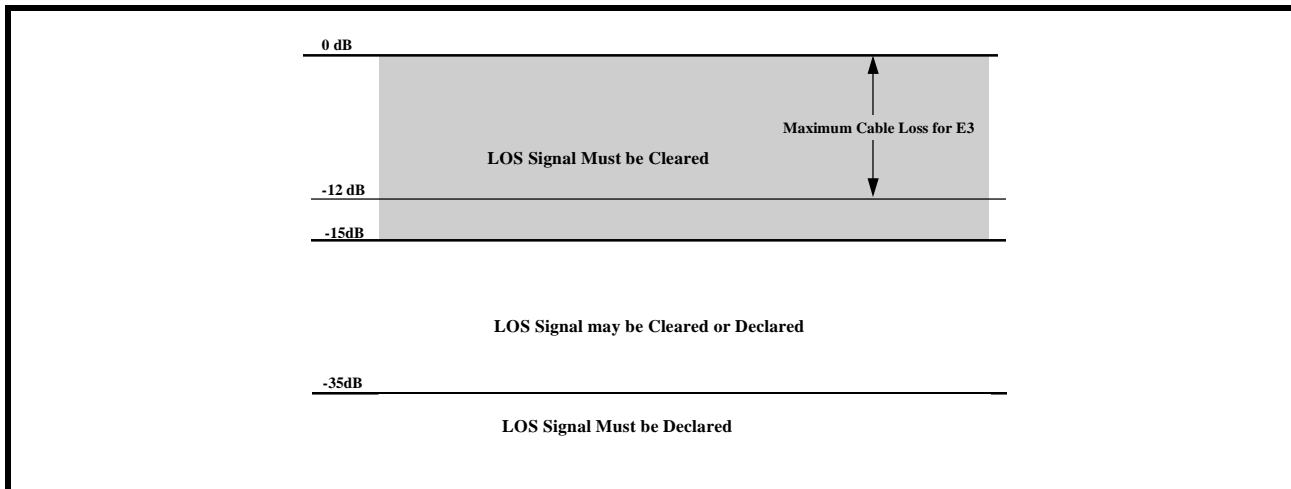 0 dB
Maximum Cable Loss for E3
LOS Signal Must be Cleared
-12 dB
-15dB
LOS Signal may be Cleared or Declared
-35dB
LOS Signal Must be Declared